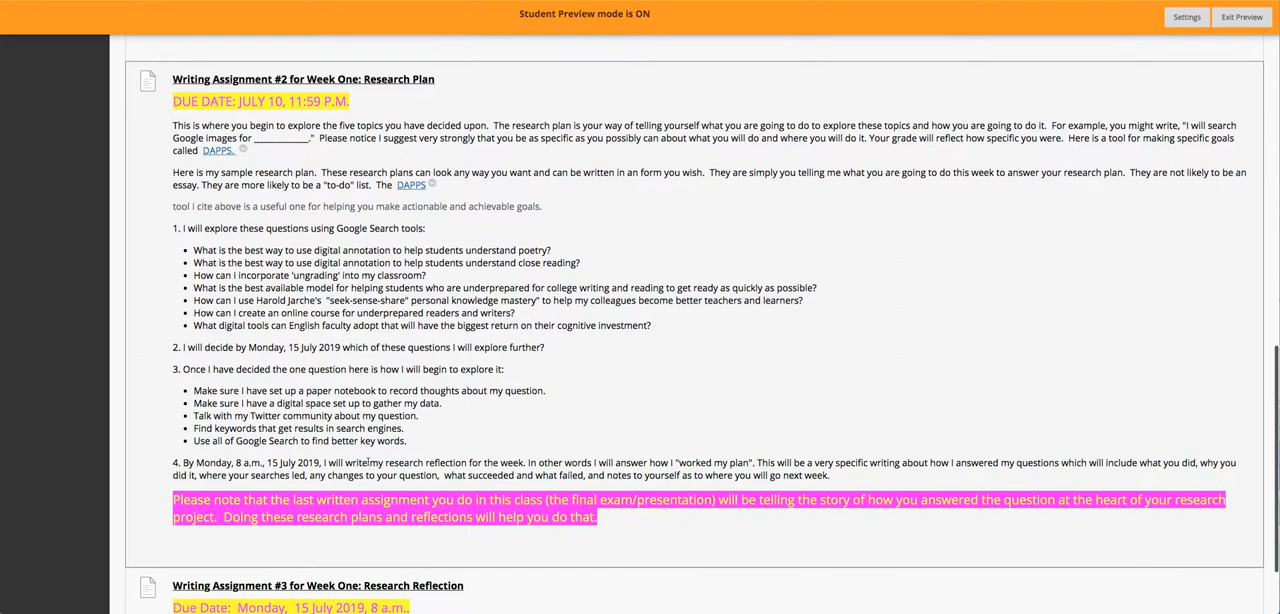 Student Preview mode is ON
Settings
Exit Preview
Writing Assignment #2 for Week One: Research Plan
DUE DATE: JULY 10, 11:59 P.M.
This is where you begin to explore the five topics you have decided upon.  The research plan is your way of telling yourself what you are going to do to explore these topics and how you are going to do it.  For example, you might write, "I will search
Google images for _____________."  Please notice I suggest very strongly that you be as specific as you possibly can about what you will do and where you will do it. Your grade will reflect how specific you were.  Here is a tool for making specific goals
called DAPPS.
Here is my sample research plan.  These research plans can look any way you want and can be written in an form you wish.  They are simply you telling me what you are going to do this week to answer your research plan.  They are not likely to be an
essay. They are more likely to be a "to-do" list.  The DAPPS
tool I cite above is a useful one for helping you make actionable and achievable goals.
1. I will explore these questions using Google Search tools:
• What is the best way to use digital annotation to help students understand poetry?
• What is the best way to use digital annotation to help students understand close reading?
• How can I incorporate 'ungrading' into my classroom?
• What is the best available model for helping students who are underprepared for college writing and reading to get ready as quickly as possible?
• How can I use Harold Jarche's  "seek-sense-share" personal knowledge mastery" to help my colleagues become better teachers and learners?
• How can I create an online course for underprepared readers and writers?
• What digital tools can English faculty adopt that will have the biggest return on their cognitive investment?
2. I will decide by Monday, 15 July 2019 which of these questions I will explore further?
3. Once I have decided the one question here is how I will begin to explore it:
• Make sure I have set up a paper notebook to record thoughts about my question.
• Make sure I have a digital space set up to gather my data.
• Talk with my Twitter community about my question.
• Find keywords that get results in search engines.
• Use all of Google Search to find better key words.
4. By Monday, 8 a.m., 15 July 2019, I will write my research reflection for the week. In other words I will answer how I "worked my plan". This will be a very specific writing about how I answered my questions which will include what you did, why you
did it, where your searches led, any changes to your question,  what succeeded and what failed, and notes to yourself as to where you will go next week.
Please note that the last written assignment you do in this class (the final exam/presentation) will be telling the story of how you answered the question at the heart of your research
project.  Doing these research plans and reflections will help you do that.
Writing Assignment #3 for Week One: Research Reflection
Due Date:  Monday,  15 July 2019, 8 a.m..